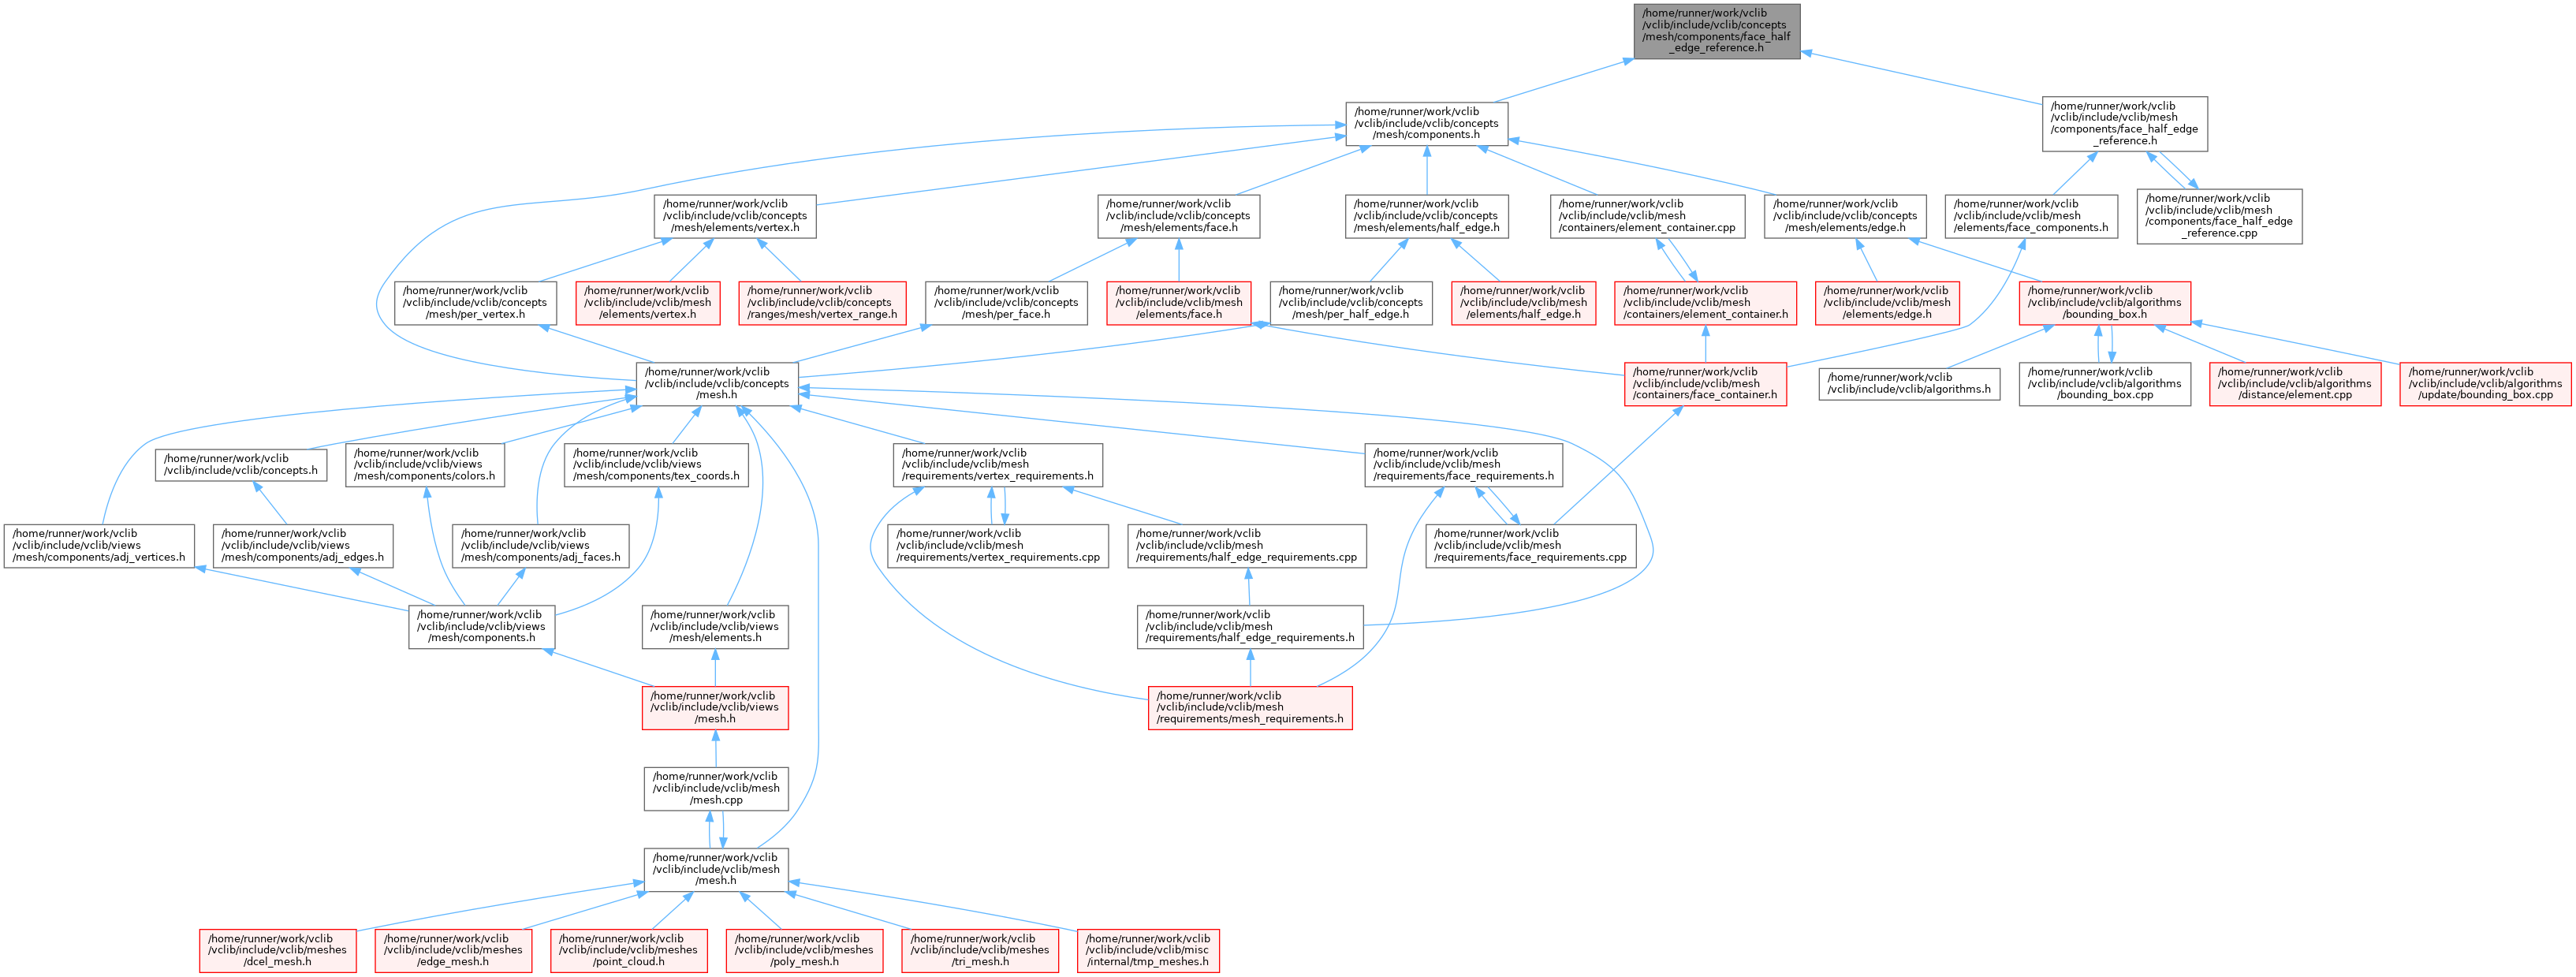 /home/runner/work/vclib
/vclib/include/vclib/concepts
/mesh/components/face_half
_edge_reference.h
/home/runner/work/vclib
/vclib/include/vclib/concepts
/mesh/components.h
/home/runner/work/vclib
/vclib/include/vclib/mesh
/components/face_half_edge
_reference.h
/home/runner/work/vclib
/vclib/include/vclib/concepts
/mesh/elements/vertex.h
/home/runner/work/vclib
/vclib/include/vclib/concepts
/mesh/elements/face.h
/home/runner/work/vclib
/vclib/include/vclib/concepts
/mesh/elements/half_edge.h
/home/runner/work/vclib
/vclib/include/vclib/mesh
/containers/element_container.cpp
/home/runner/work/vclib
/vclib/include/vclib/concepts
/mesh/elements/edge.h
/home/runner/work/vclib
/vclib/include/vclib/mesh
/elements/face_components.h
/home/runner/work/vclib
/vclib/include/vclib/mesh
/components/face_half_edge
_reference.cpp
/home/runner/work/vclib
/vclib/include/vclib/concepts
/mesh/per_vertex.h
/home/runner/work/vclib
/vclib/include/vclib/mesh
/elements/vertex.h
/home/runner/work/vclib
/vclib/include/vclib/concepts
/ranges/mesh/vertex_range.h
/home/runner/work/vclib
/vclib/include/vclib/concepts
/mesh/per_face.h
/home/runner/work/vclib
/vclib/include/vclib/mesh
/elements/face.h
/home/runner/work/vclib
/vclib/include/vclib/concepts
/mesh/per_half_edge.h
/home/runner/work/vclib
/vclib/include/vclib/mesh
/elements/half_edge.h
/home/runner/work/vclib
/vclib/include/vclib/mesh
/containers/element_container.h
/home/runner/work/vclib
/vclib/include/vclib/mesh
/elements/edge.h
/home/runner/work/vclib
/vclib/include/vclib/algorithms
/bounding_box.h
/home/runner/work/vclib
/vclib/include/vclib/concepts
/mesh.h
/home/runner/work/vclib
/vclib/include/vclib/mesh
/containers/face_container.h
/home/runner/work/vclib
/vclib/include/vclib/algorithms.h
/home/runner/work/vclib
/vclib/include/vclib/algorithms
/bounding_box.cpp
/home/runner/work/vclib
/vclib/include/vclib/algorithms
/distance/element.cpp
/home/runner/work/vclib
/vclib/include/vclib/algorithms
/update/bounding_box.cpp
/home/runner/work/vclib
/vclib/include/vclib/concepts.h
/home/runner/work/vclib
/vclib/include/vclib/views
/mesh/components/colors.h
/home/runner/work/vclib
/vclib/include/vclib/views
/mesh/components/tex_coords.h
/home/runner/work/vclib
/vclib/include/vclib/mesh
/requirements/vertex_requirements.h
/home/runner/work/vclib
/vclib/include/vclib/mesh
/requirements/face_requirements.h
/home/runner/work/vclib
/vclib/include/vclib/views
/mesh/components/adj_vertices.h
/home/runner/work/vclib
/vclib/include/vclib/views
/mesh/components/adj_edges.h
/home/runner/work/vclib
/vclib/include/vclib/views
/mesh/components/adj_faces.h
/home/runner/work/vclib
/vclib/include/vclib/mesh
/requirements/vertex_requirements.cpp
/home/runner/work/vclib
/vclib/include/vclib/mesh
/requirements/half_edge_requirements.cpp
/home/runner/work/vclib
/vclib/include/vclib/mesh
/requirements/face_requirements.cpp
/home/runner/work/vclib
/vclib/include/vclib/views
/mesh/components.h
/home/runner/work/vclib
/vclib/include/vclib/views
/mesh/elements.h
/home/runner/work/vclib
/vclib/include/vclib/mesh
/requirements/half_edge_requirements.h
/home/runner/work/vclib
/vclib/include/vclib/views
/mesh.h
/home/runner/work/vclib
/vclib/include/vclib/mesh
/requirements/mesh_requirements.h
/home/runner/work/vclib
/vclib/include/vclib/mesh
/mesh.cpp
/home/runner/work/vclib
/vclib/include/vclib/mesh
/mesh.h
/home/runner/work/vclib
/vclib/include/vclib/meshes
/dcel_mesh.h
/home/runner/work/vclib
/vclib/include/vclib/meshes
/edge_mesh.h
/home/runner/work/vclib
/vclib/include/vclib/meshes
/point_cloud.h
/home/runner/work/vclib
/vclib/include/vclib/meshes
/poly_mesh.h
/home/runner/work/vclib
/vclib/include/vclib/meshes
/tri_mesh.h
/home/runner/work/vclib
/vclib/include/vclib/misc
/internal/tmp_meshes.h